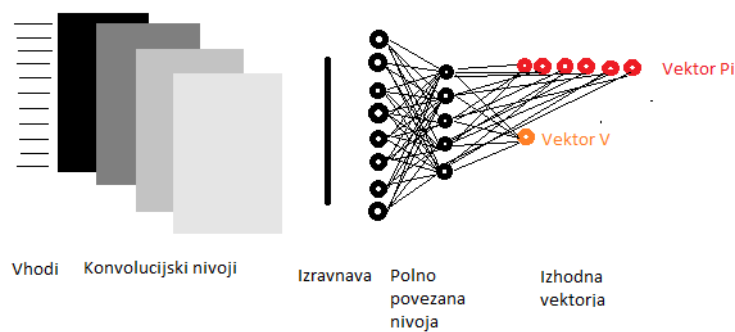 Vektor Pi
Vektor V
Vhodi
Konvolucijski nivoji
Izravnava
Polno
povezana
nivoja
Izhodna
vektorja